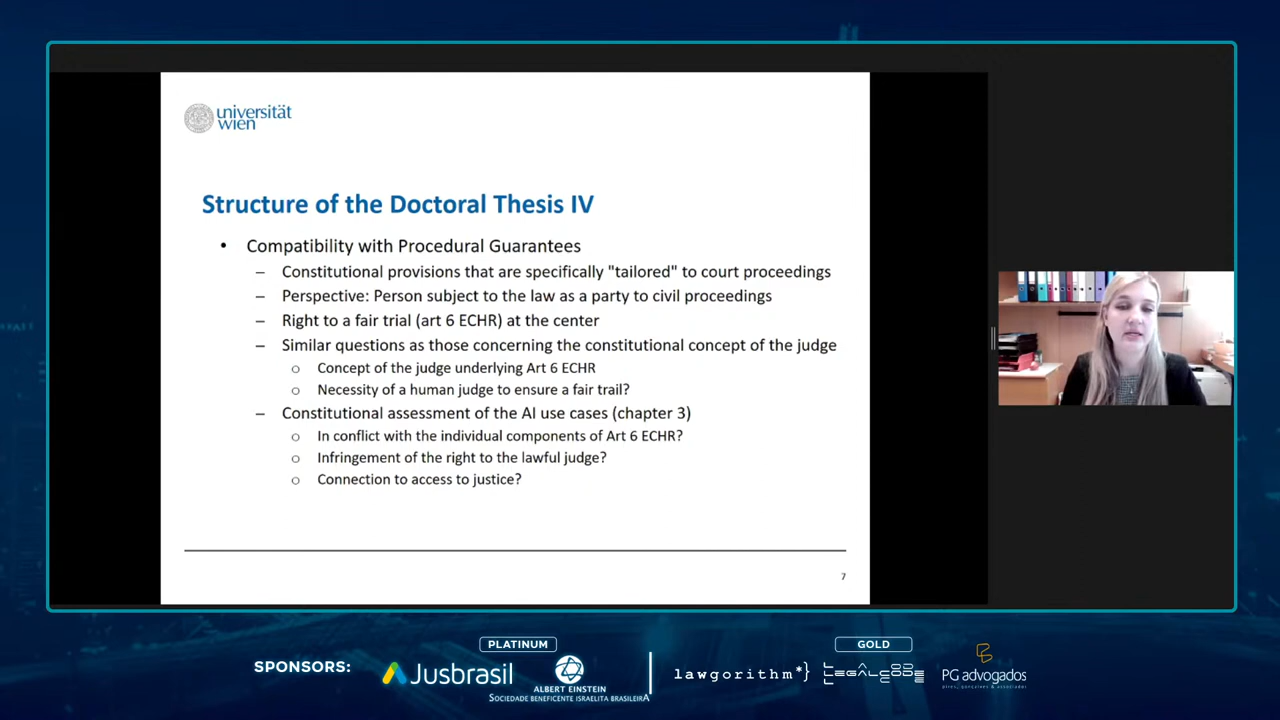 universität
wien
Structure of the Doctoral Thesis IV
• Compatibility with Procedural Guarantees
– Constitutional provisions that are specifically "tailored" to court proceedings
– Perspective: Person subject to the law as a party to civil proceedings
– Right to a fair trial (art 6 ECHR) at the center
– Similar questions as those concerning the constitutional concept of the judge
o Concept of the judge underlying Art 6 ECHR
o Necessity of a human judge to ensure a fair trail?
– Constitutional assessment of the AI use cases (chapter 3)
o In conflict with the individual components of Art 6 ECHR?
o Infringement of the right to the lawful judge?
o Connection to access to justice?
7
PLATINUM
GOLD
SPONSORS:
Jusbrasil
ALBERT EINSTEIN
SOCIEDADE BENEFICENTE ISRAELITA BRASILEIRA
lawgorithm*}
LEGALCODE
PG advogados
pires, gonçalves & associados